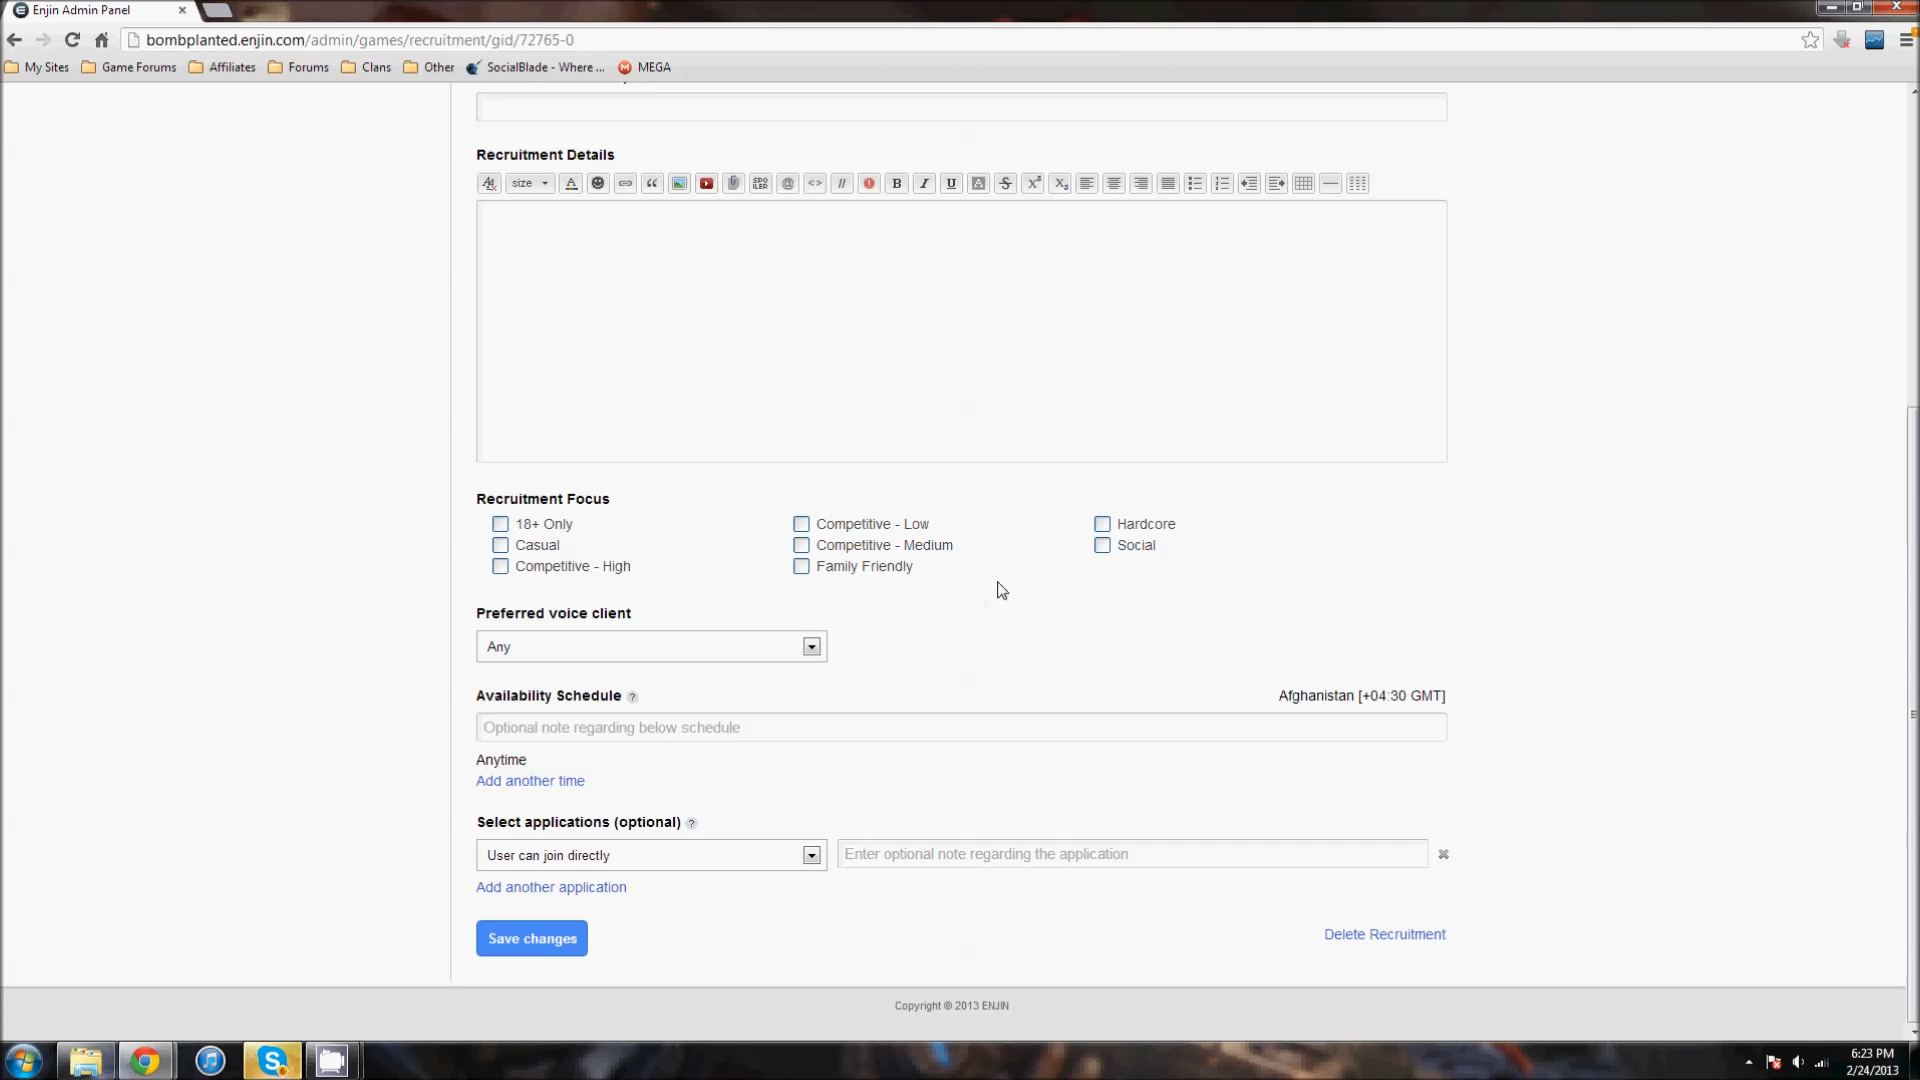 Enjin Admin Panel
bombplanted.enjin.com/admin/games/recruitment/gid/72765-0
My Sites Game Forums Affiliates Forums Clans Other SocialBlade - Where ... MEGA
Recruitment Details
size SPO ILER @ <> // B I U A S X X
Recruitment Focus
18+ Only Competitive - Low Hardcore
Casual Competitive - Medium Social
Competitive - High Family Friendly
Preferred voice client
Any
Availability Schedule ? Afghanistan [+04:30 GMT]
Optional note regarding below schedule
Anytime
Add another time
Select applications (optional) ?
User can join directly Enter optional note regarding the application
Add another application
Save changes Delete Recruitment
Copyright © 2013 ENJIN
6:23 PM
2/24/2013